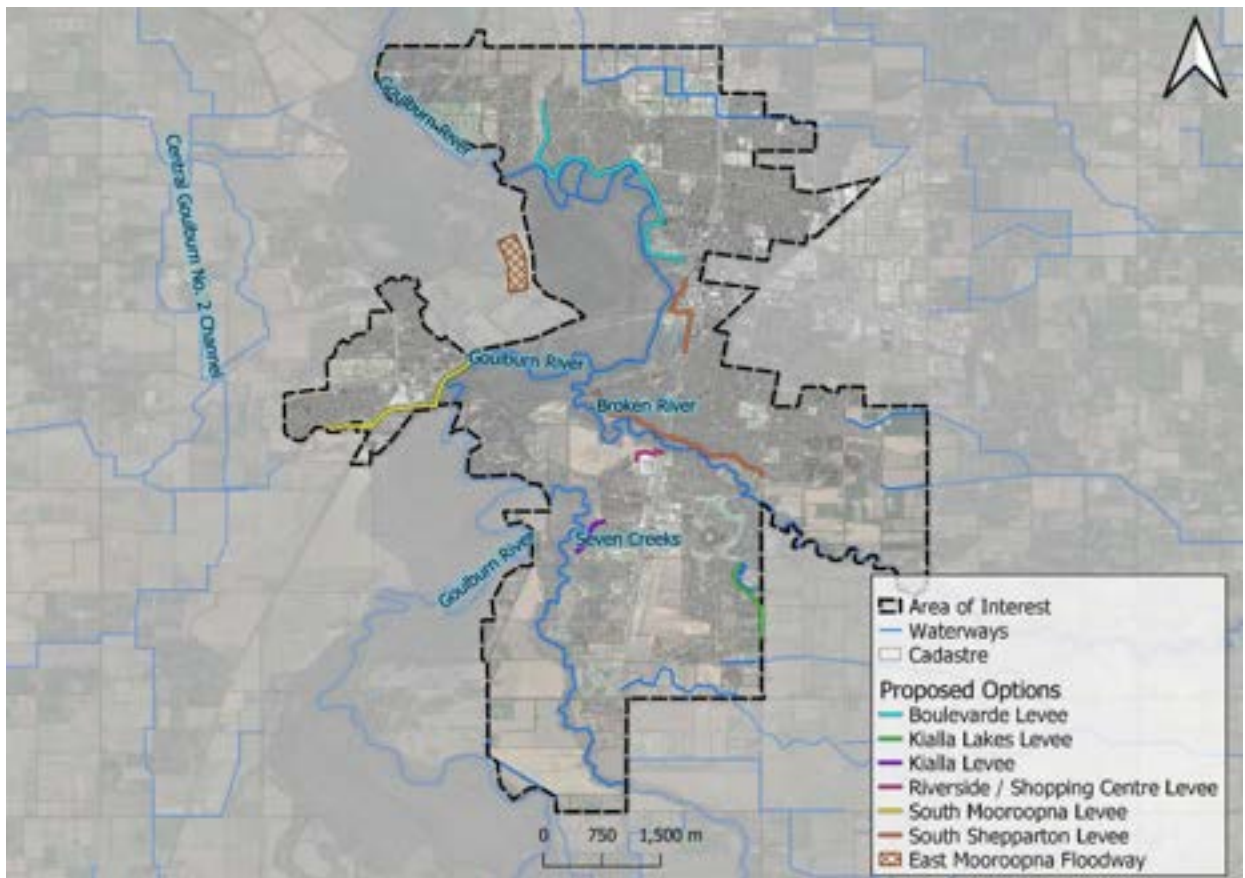 Goulburn River
Central Goulburn No. 2 Channel
Goulburn River
Broken River
Seven Creeks
Goulburn River
Area of Interest
Waterways
Cadastre
Proposed Options
Boulevarde Levee
Kialla Lakes Levee
Kialla Levee
Riverside / Shopping Centre Levee
South Mooroopna Levee
South Shepparton Levee
East Mooroopna Floodway
0 750 1,500 m